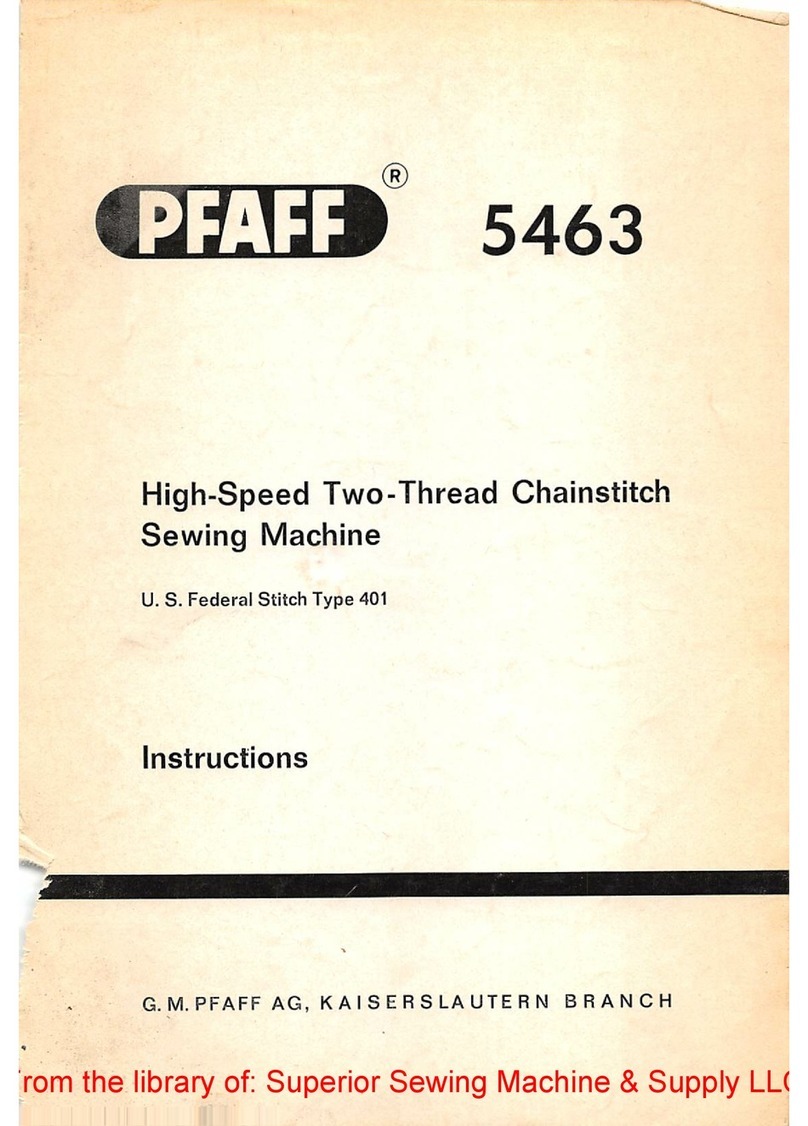 PFAFF ® 5463
High-Speed Two-Thread Chainstitch
Sewing Machine
U. S. Federal Stitch Type 401
Instructions
G. M. PFAFF AG, KAISERSLAUTERN BRANCH
rom the library of: Superior Sewing Machine & Supply LLC